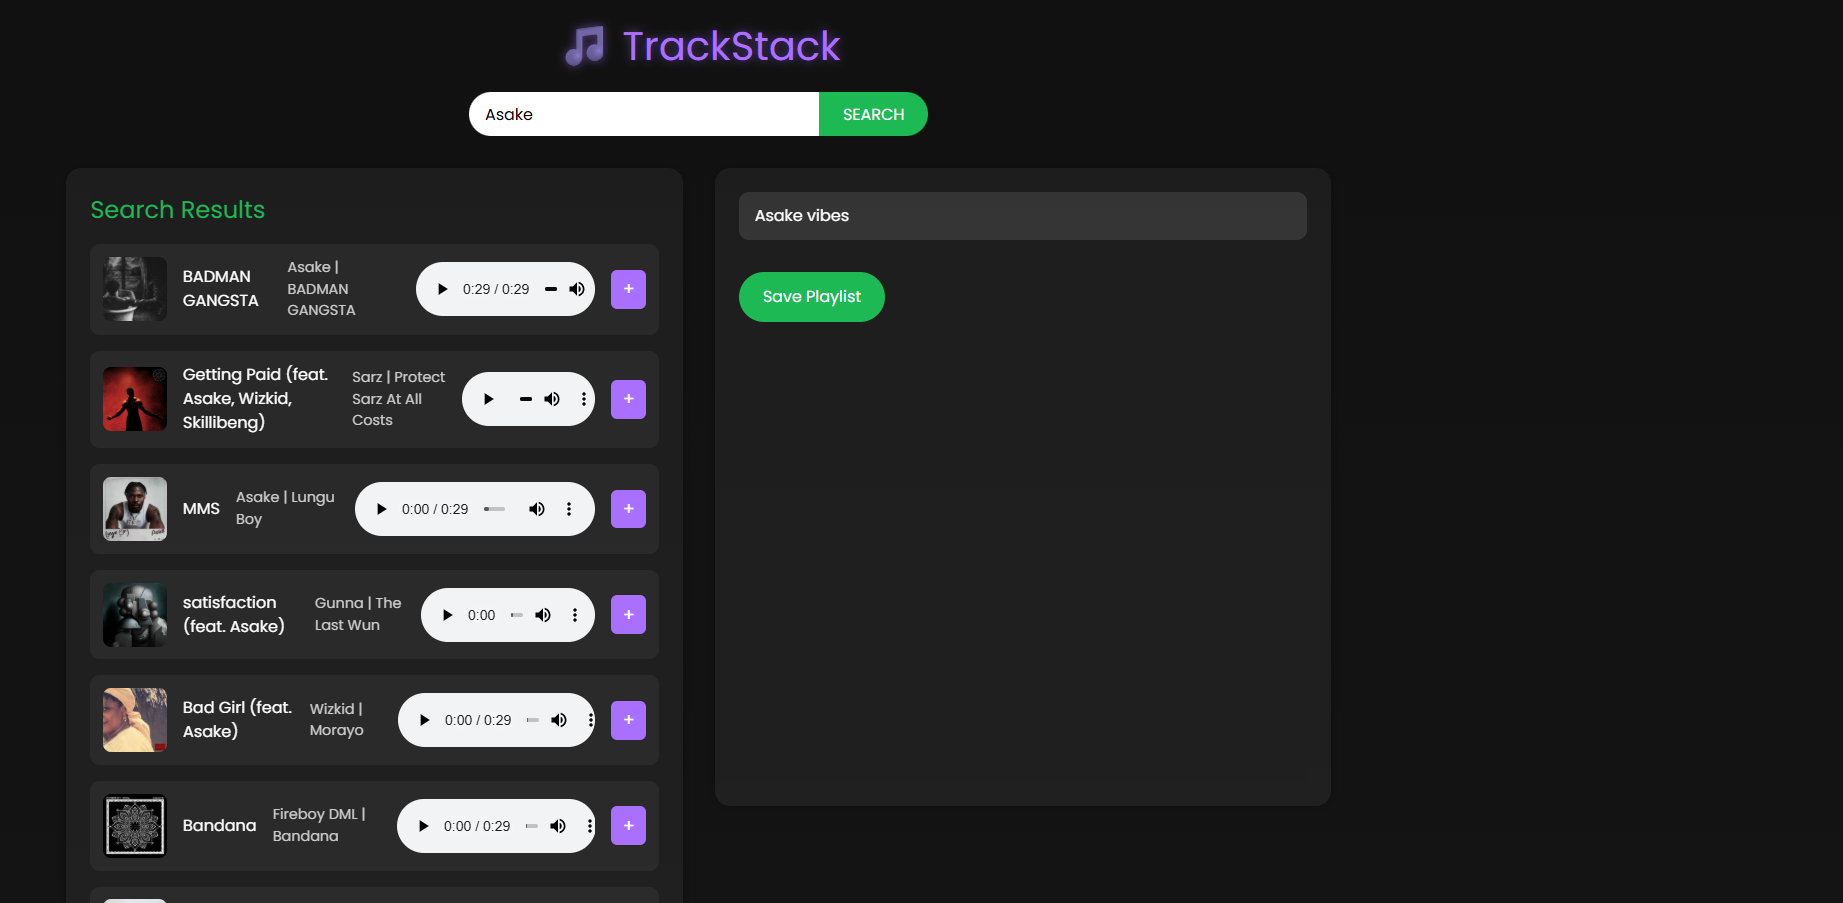 TrackStack
Asake
SEARCH
Search Results
BADMAN
GANGSTA
Asake |
BADMAN
GANGSTA
0:29 / 0:29
+
Getting Paid (feat.
Asake, Wizkid,
Skillibeng)
Sarz | Protect
Sarz At All
Costs
+
MMS
Asake | Lungu
Boy
0:00 / 0:29
+
satisfaction
(feat. Asake)
Gunna | The
Last Wun
0:00
+
Bad Girl (feat.
Asake)
Wizkid |
Morayo
0:00 / 0:29
+
Bandana
Fireboy DML |
Bandana
0:00 / 0:29
+
Asake vibes
Save Playlist